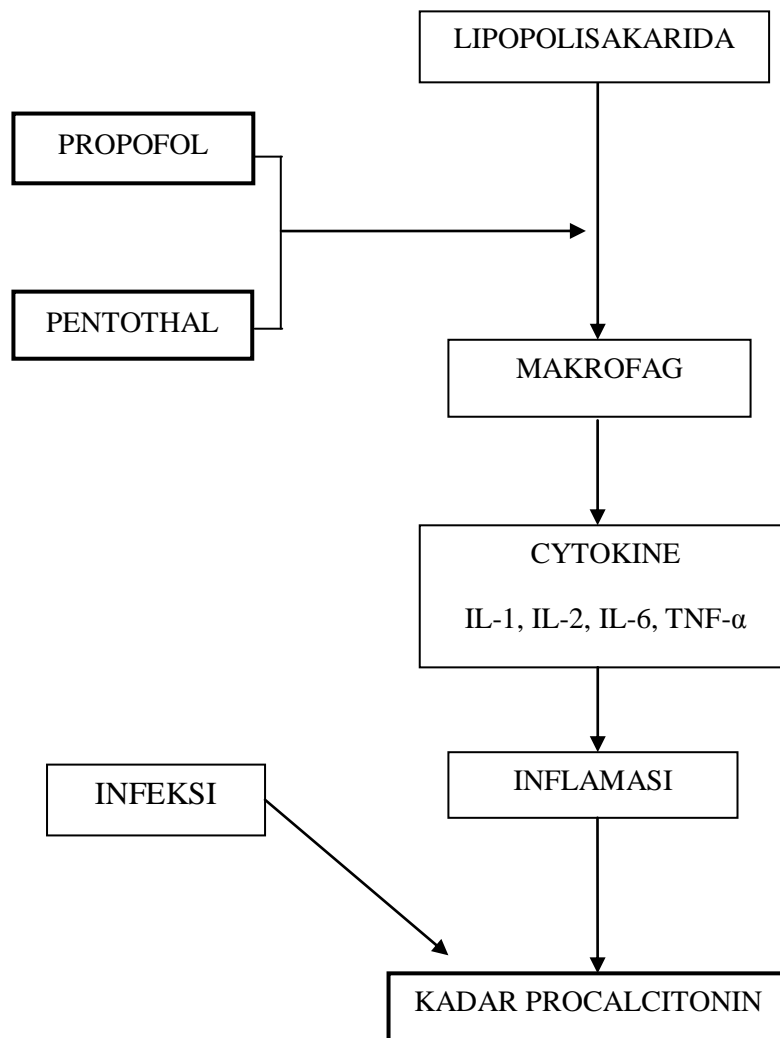 LIPOPOLISAKARIDA
PROPOFOL
PENTOTHAL
MAKROFAG
CYTOKINE
IL-1, IL-2, IL-6, TNF-α
INFEKSI
INFLAMASI
KADAR PROCALCITONIN